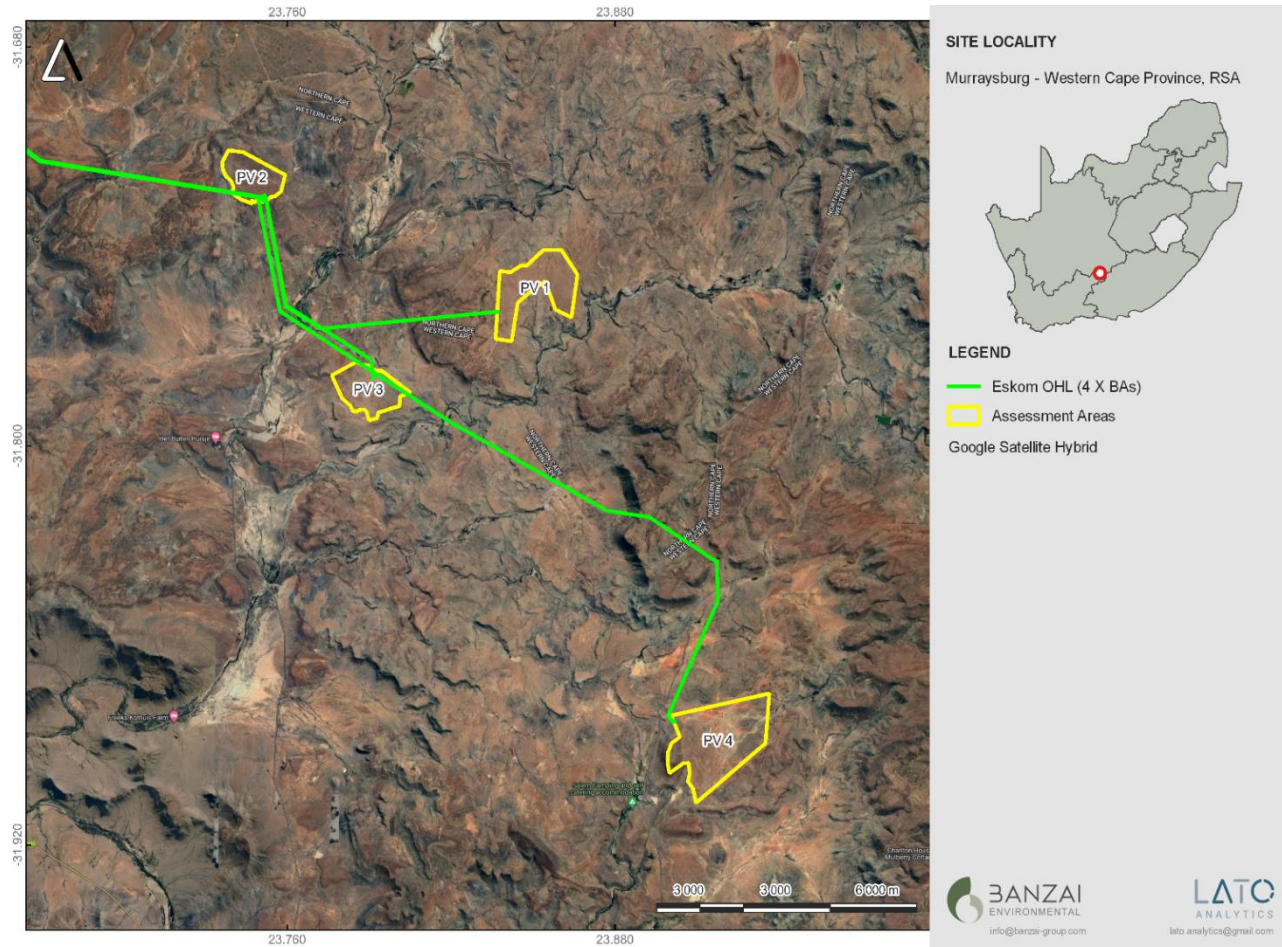 23.760
23.880
-31.680
NORTHERN CAPE
WESTERN CAPE
PV 2
NORTHERN CAPE
WESTERN CAPE
PV 1
NORTHERN CAPE
WESTERN CAPE
PV 3
NORTHERN CAPE
WESTERN CAPE
-31.800
NORTHERN CAPE
WESTERN CAPE
NORTHERN CAPE
WESTERN CAPE
NORTHERN CAPE
WESTERN CAPE
PV 4
-31.920
3 000
3 000
6 000 m
23.760
23.880
SITE LOCALITY
Murraysburg - Western Cape Province, RSA
LEGEND
Eskom OHL (4 X BAs)
Assessment Areas
Google Satellite Hybrid
BANZAI
ENVIRONMENTAL
info@banzai-group.com
LATO
ANALYTICS
lato.analytics@gmail.com